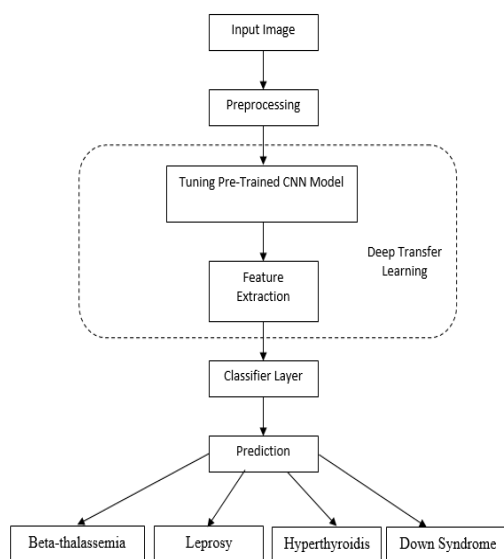 Input Image
Preprocessing
Tuning Pre-Trained CNN Model
Deep Transfer
Learning
Feature
Extraction
Classifier Layer
Prediction
Beta-thalassemia
Leprosy
Hyperthyroidis
Down Syndrome